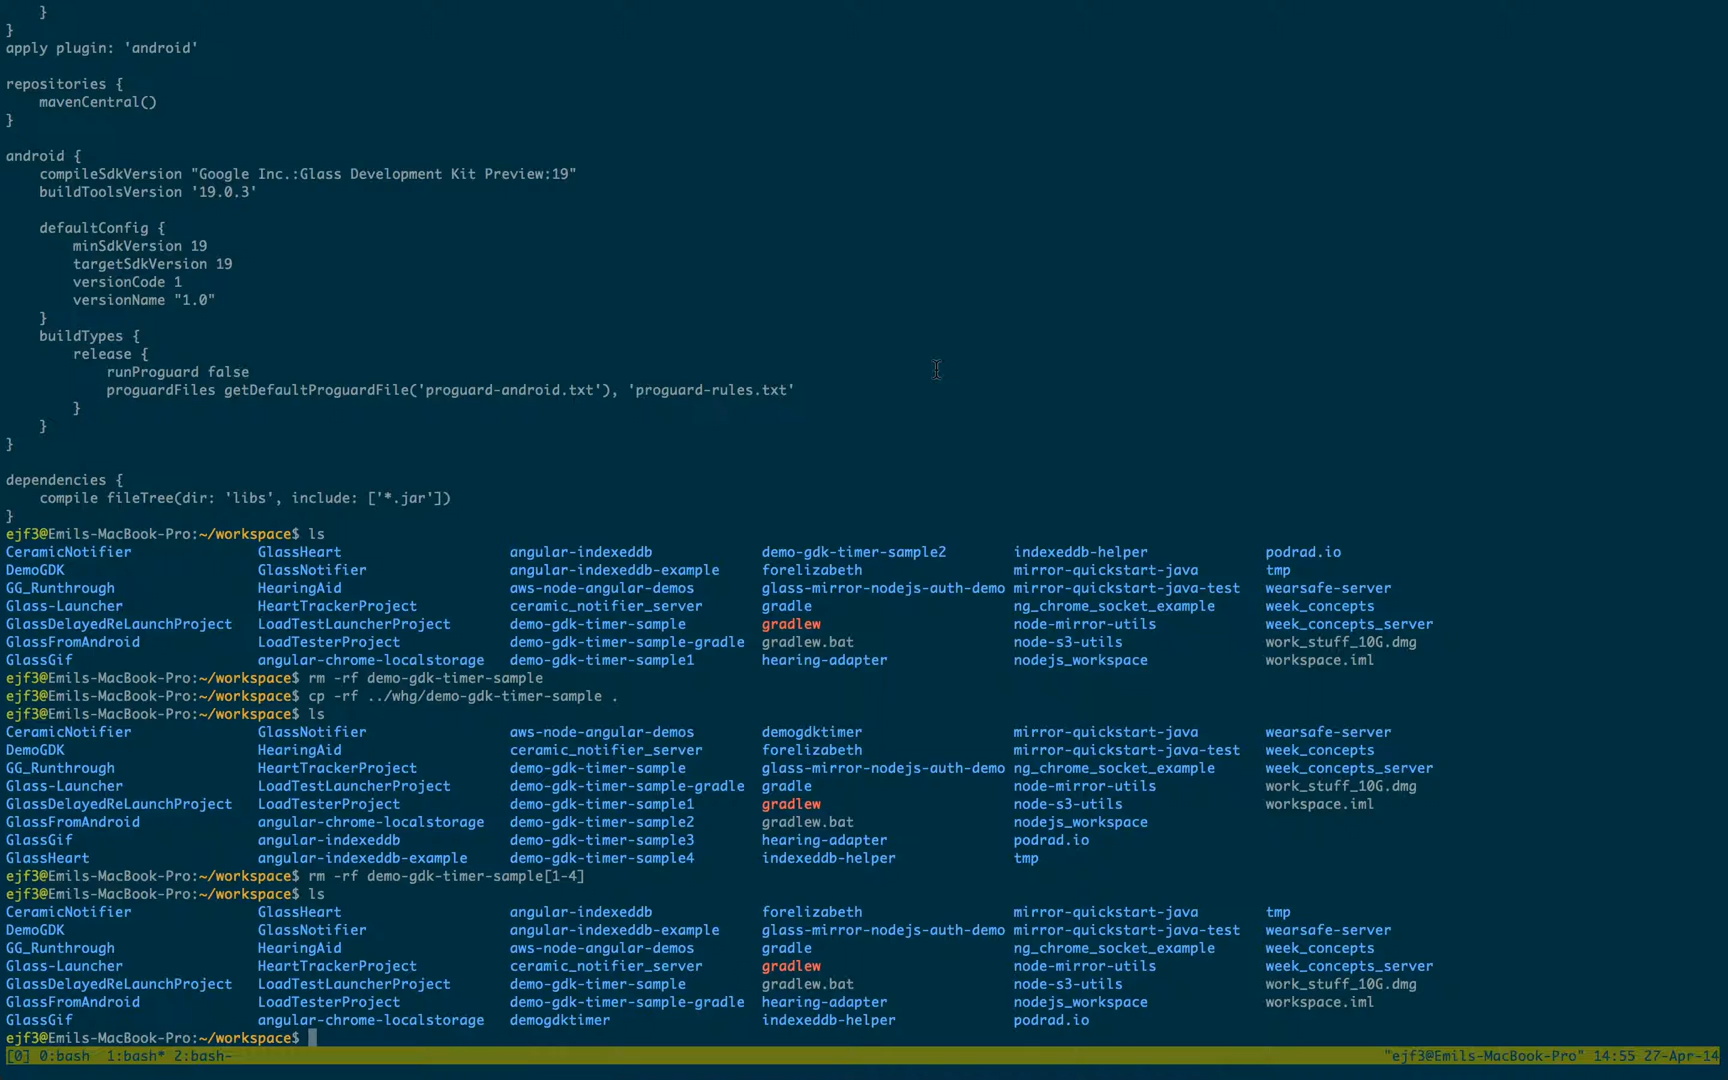 }
}
apply plugin: 'android'

repositories {
    mavenCentral()
}

android {
    compileSdkVersion "Google Inc.:Glass Development Kit Preview:19"
    buildToolsVersion '19.0.3'

    defaultConfig {
        minSdkVersion 19
        targetSdkVersion 19
        versionCode 1
        versionName "1.0"
    }
    buildTypes {
        release {
            runProguard false
            proguardFiles getDefaultProguardFile('proguard-android.txt'), 'proguard-rules.txt'
        }
    }
}

dependencies {
    compile fileTree(dir: 'libs', include: ['*.jar'])
}
ejf3@Emils-MacBook-Pro:~/workspace$ ls
CeramicNotifier GlassHeart angular-indexeddb demo-gdk-timer-sample2 indexeddb-helper podrad.io
DemoGDK GlassNotifier angular-indexeddb-example forelizabeth mirror-quickstart-java tmp
GG_Runthrough HearingAid aws-node-angular-demos glass-mirror-nodejs-auth-demo mirror-quickstart-java-test wearsafe-server
Glass-Launcher HeartTrackerProject ceramic_notifier_server gradle ng_chrome_socket_example week_concepts
GlassDelayedReLaunchProject LoadTestLauncherProject demo-gdk-timer-sample gradlew node-mirror-utils week_concepts_server
GlassFromAndroid LoadTesterProject demo-gdk-timer-sample-gradle gradlew.bat node-s3-utils work_stuff_10G.dmg
GlassGif angular-chrome-localstorage demo-gdk-timer-sample1 hearing-adapter nodejs_workspace workspace.iml
ejf3@Emils-MacBook-Pro:~/workspace$ rm -rf demo-gdk-timer-sample
ejf3@Emils-MacBook-Pro:~/workspace$ cp -rf ../whg/demo-gdk-timer-sample .
ejf3@Emils-MacBook-Pro:~/workspace$ ls
CeramicNotifier GlassNotifier aws-node-angular-demos demogdktimer mirror-quickstart-java wearsafe-server
DemoGDK HearingAid ceramic_notifier_server forelizabeth mirror-quickstart-java-test week_concepts
GG_Runthrough HeartTrackerProject demo-gdk-timer-sample glass-mirror-nodejs-auth-demo ng_chrome_socket_example week_concepts_server
Glass-Launcher LoadTestLauncherProject demo-gdk-timer-sample-gradle gradle node-mirror-utils work_stuff_10G.dmg
GlassDelayedReLaunchProject LoadTesterProject demo-gdk-timer-sample1 gradlew node-s3-utils workspace.iml
GlassFromAndroid angular-chrome-localstorage demo-gdk-timer-sample2 gradlew.bat nodejs_workspace
GlassGif angular-indexeddb demo-gdk-timer-sample3 hearing-adapter podrad.io
GlassHeart angular-indexeddb-example demo-gdk-timer-sample4 indexeddb-helper tmp
ejf3@Emils-MacBook-Pro:~/workspace$ rm -rf demo-gdk-timer-sample[1-4]
ejf3@Emils-MacBook-Pro:~/workspace$ ls
CeramicNotifier GlassHeart angular-indexeddb forelizabeth mirror-quickstart-java tmp
DemoGDK GlassNotifier angular-indexeddb-example glass-mirror-nodejs-auth-demo mirror-quickstart-java-test wearsafe-server
GG_Runthrough HearingAid aws-node-angular-demos gradle ng_chrome_socket_example week_concepts
Glass-Launcher HeartTrackerProject ceramic_notifier_server gradlew node-mirror-utils week_concepts_server
GlassDelayedReLaunchProject LoadTestLauncherProject demo-gdk-timer-sample gradlew.bat node-s3-utils work_stuff_10G.dmg
GlassFromAndroid LoadTesterProject demo-gdk-timer-sample-gradle hearing-adapter nodejs_workspace workspace.iml
GlassGif angular-chrome-localstorage demogdktimer indexeddb-helper podrad.io
ejf3@Emils-MacBook-Pro:~/workspace$
[0] 0:bash 1:bash* 2:bash- "ejf3@Emils-MacBook-Pro" 14:55 27-Apr-14